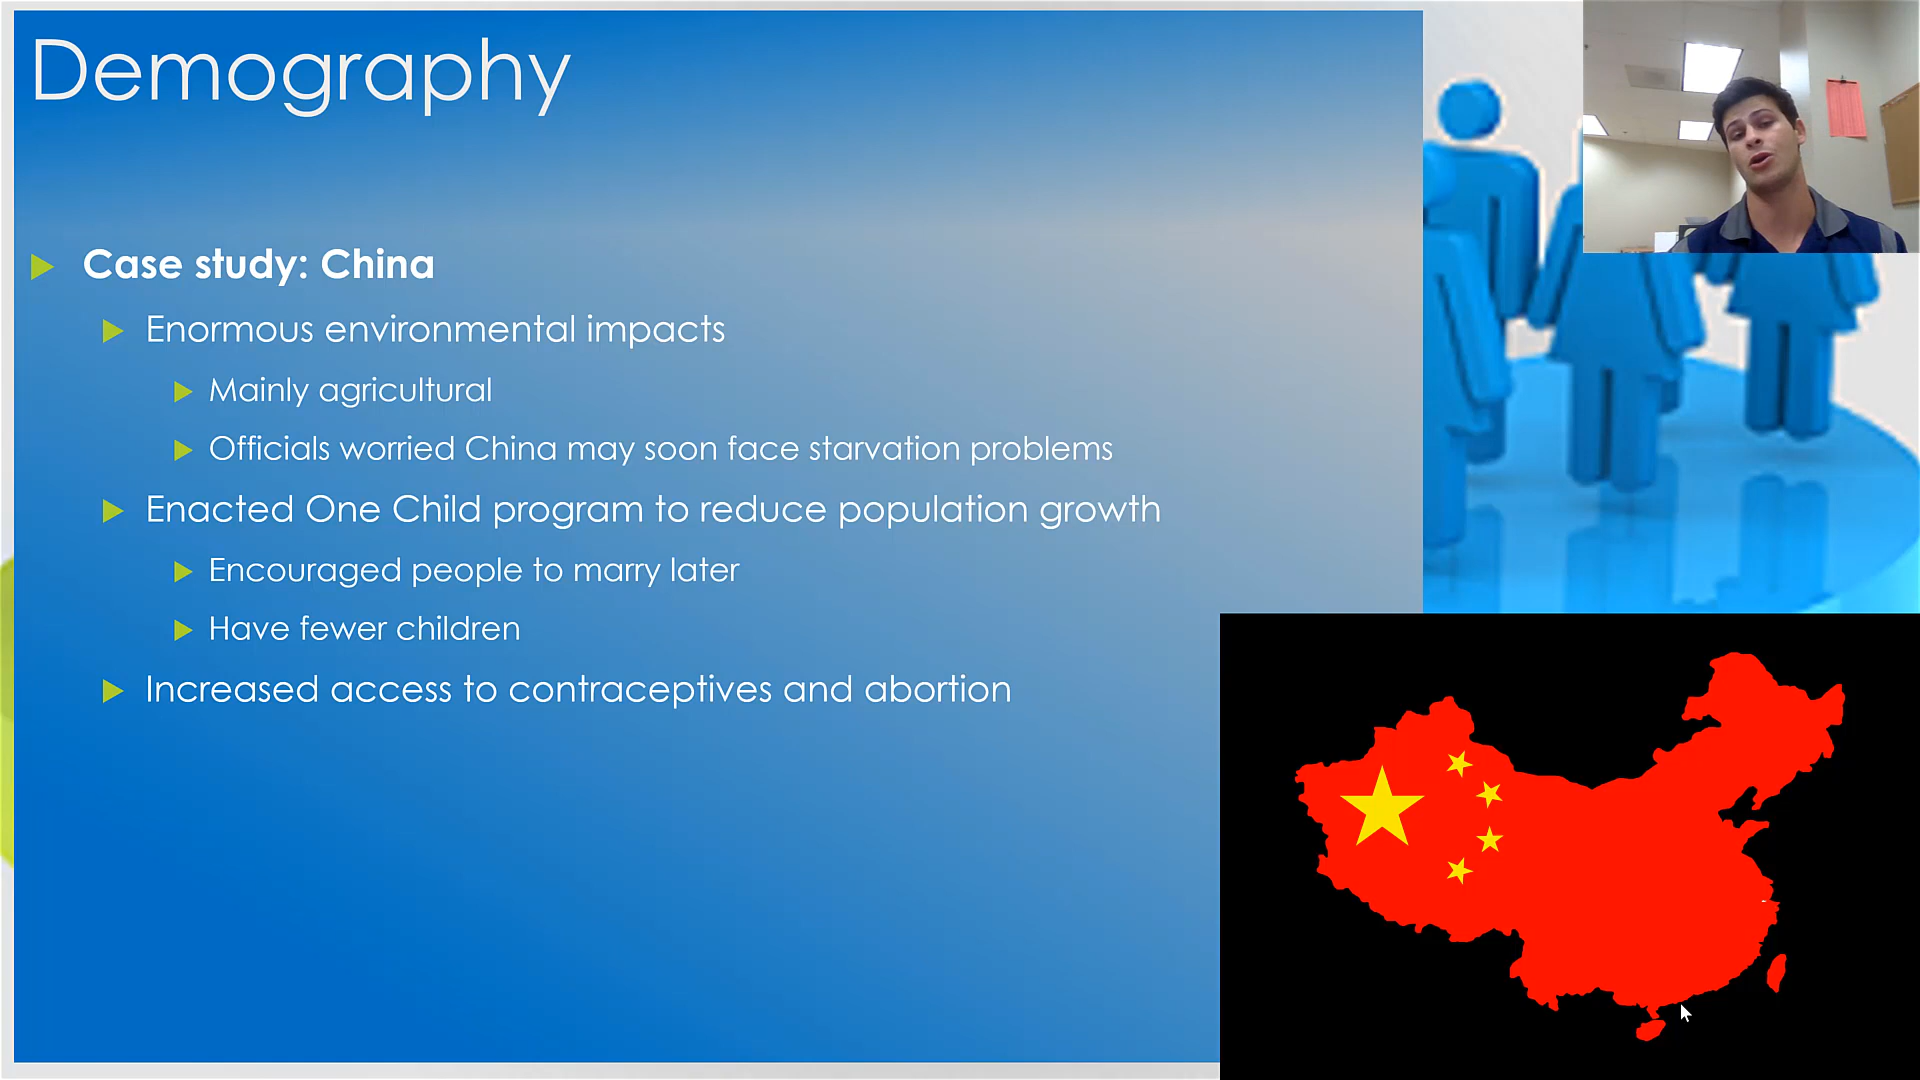 Demography
Case study: China
Enormous environmental impacts
Mainly agricultural
Officials worried China may soon face starvation problems
Enacted One Child program to reduce population growth
Encouraged people to marry later
Have fewer children
Increased access to contraceptives and abortion